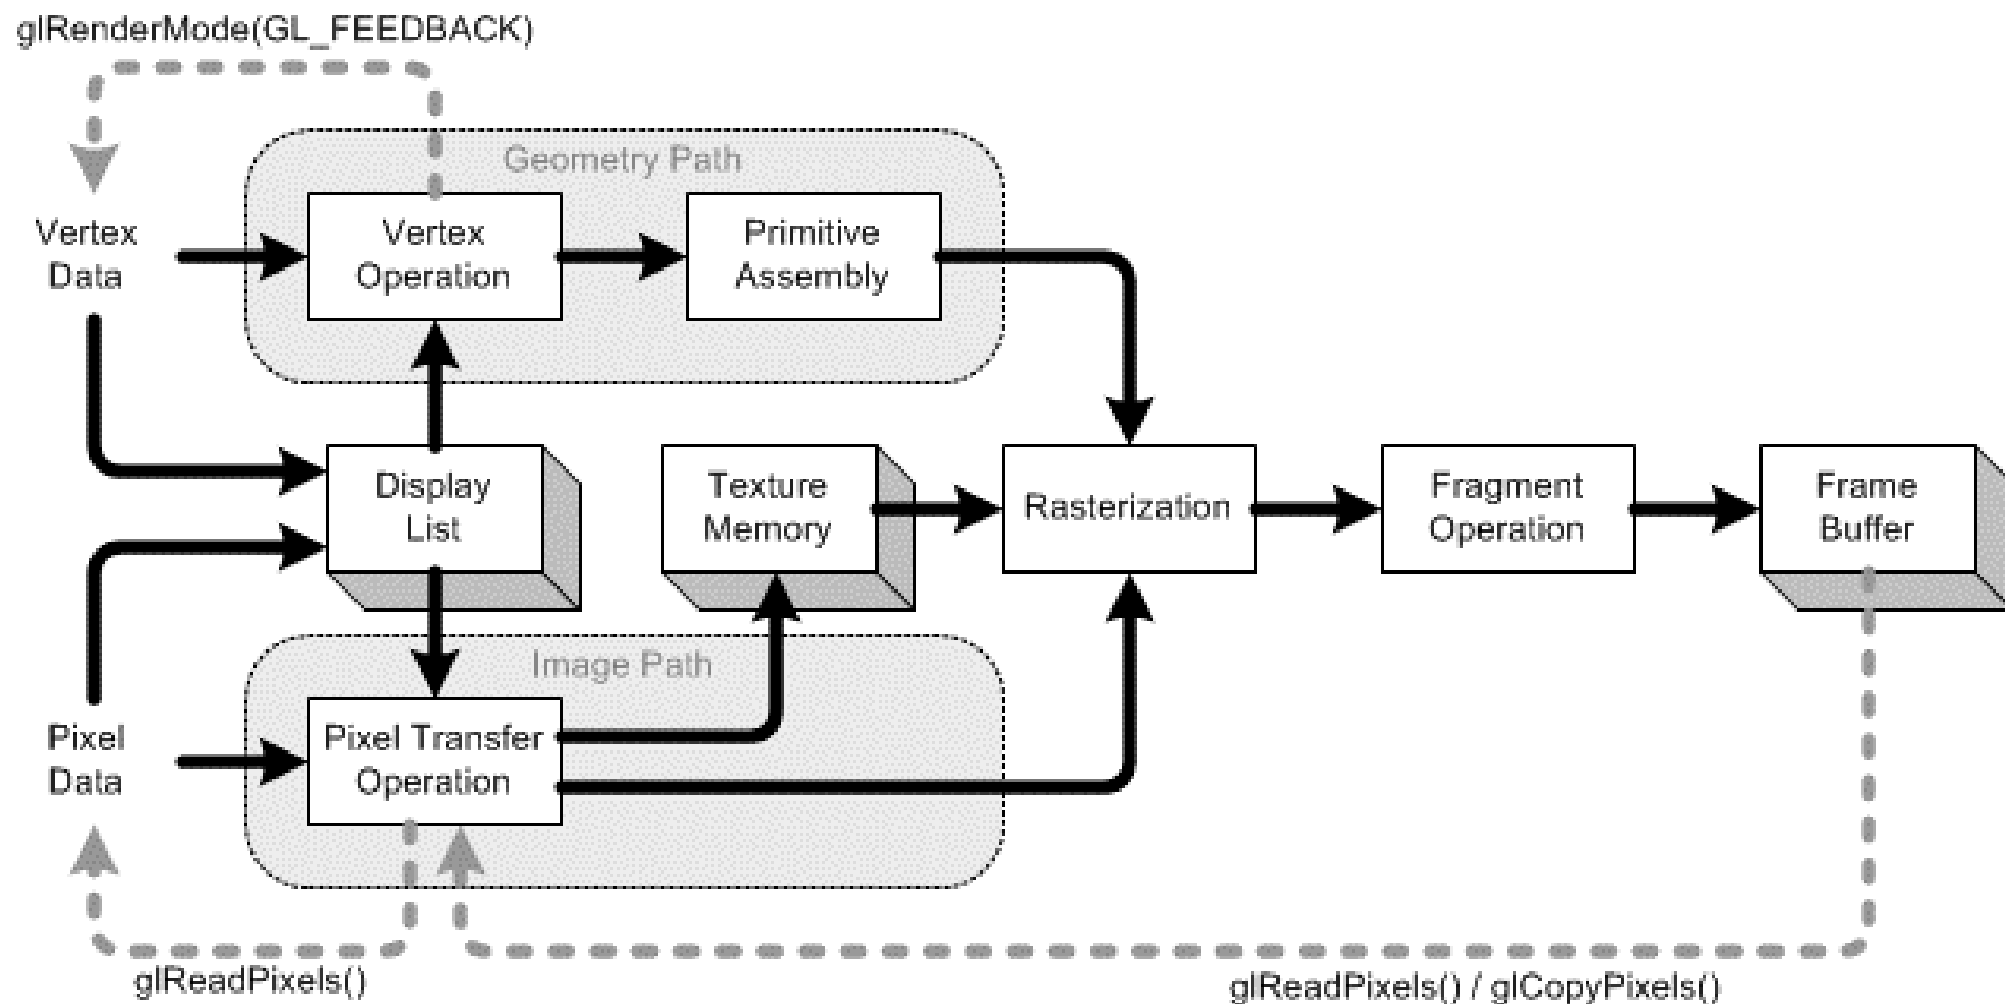 glRenderMode(GL_FEEDBACK)
Geometry Path
Vertex
Data
Vertex
Operation
Primitive
Assembly
Display
List
Texture
Memory
Rasterization
Fragment
Operation
Frame
Buffer
Image Path
Pixel
Data
Pixel Transfer
Operation
glReadPixels()
glReadPixels() / glCopyPixels()